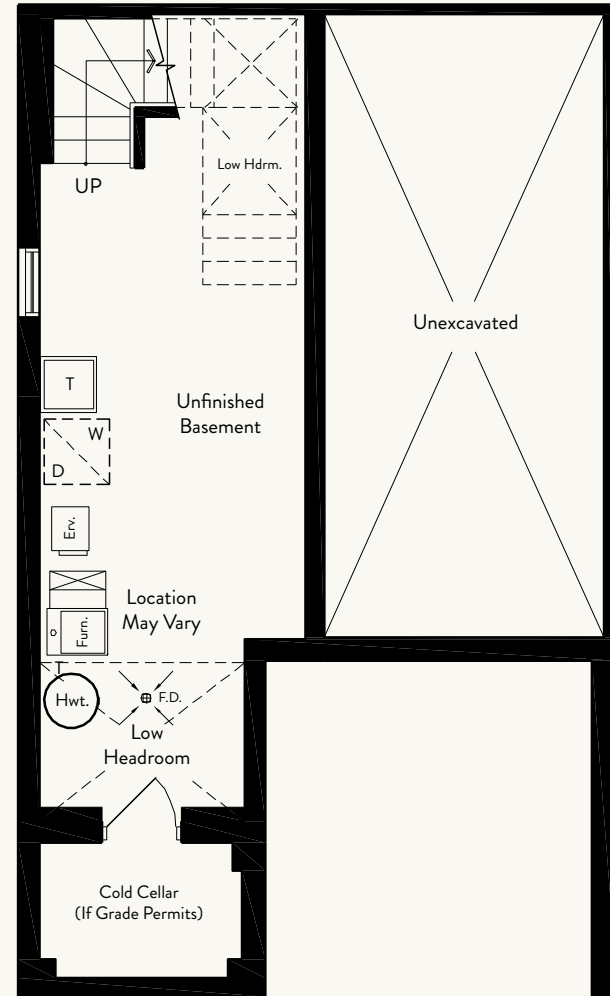 Low Hdrm.
UP
Unexcavated
T
Unfinished
Basement
W
D
Erv.
Location
May Vary
Furn.
T
Hwt.
F.D.
Low
Headroom
Cold Cellar
(If Grade Permits)